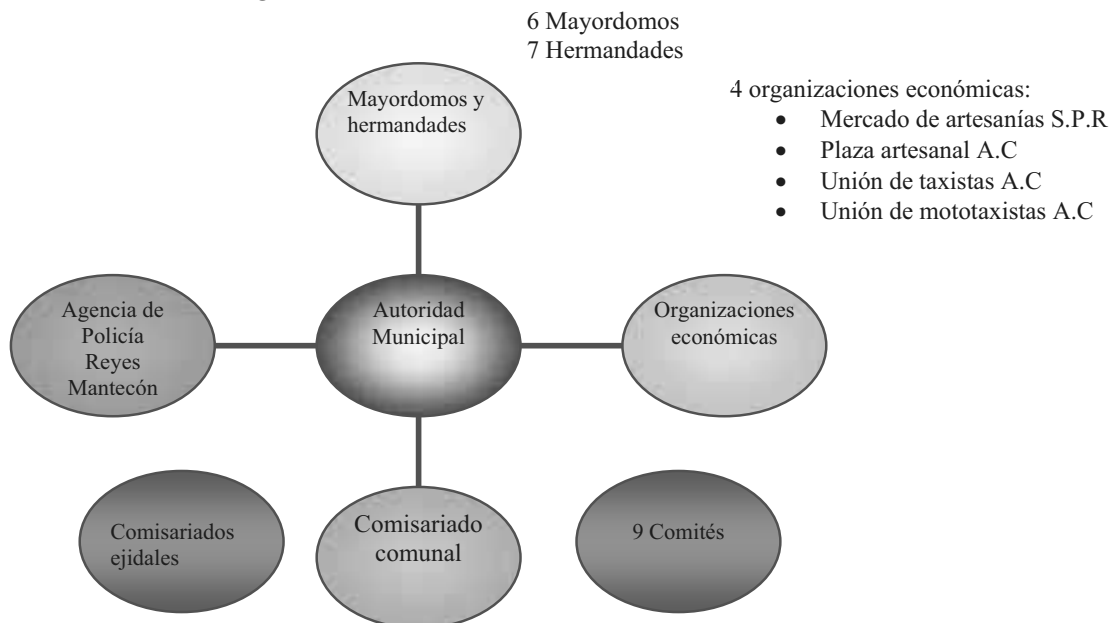 6 Mayordomos
7 Hermandades
4 organizaciones económicas:
• Mercado de artesanías S.P.R
• Plaza artesanal A.C
• Unión de taxistas A.C
• Unión de mototaxistas A.C
Mayordomos y
hermandades
Agencia de
Policía
Reyes
Mantecón
Autoridad
Municipal
Organizaciones
económicas
Comisariados
ejidales
Comisariado
comunal
9 Comités